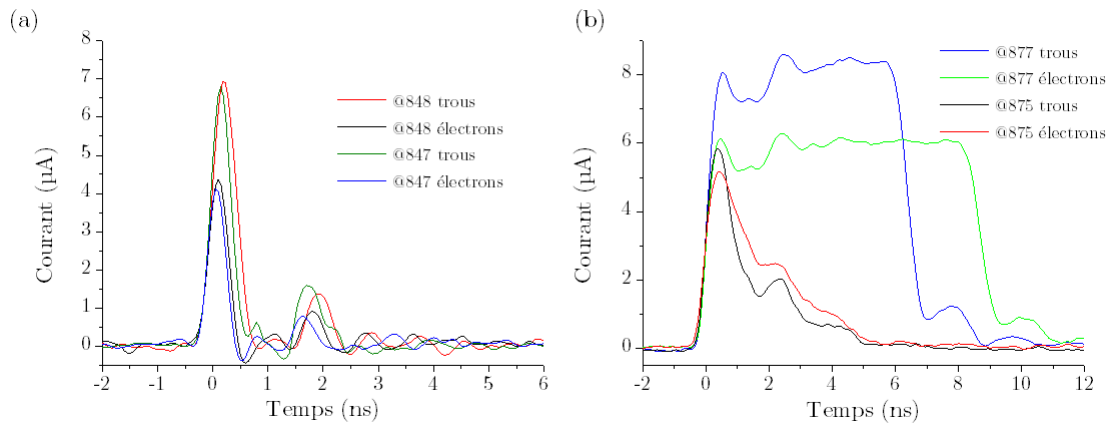 (a)
8
7
6
5
4
3
2
1
0
Courant (µA)
-2
-1
0
1
2
3
4
5
6
Temps (ns)
@848 trous
@848 électrons
@847 trous
@847 électrons
(b)
8
6
4
2
0
Courant (µA)
-2
0
2
4
6
8
10
12
Temps (ns)
@877 trous
@877 électrons
@875 trous
@875 électrons